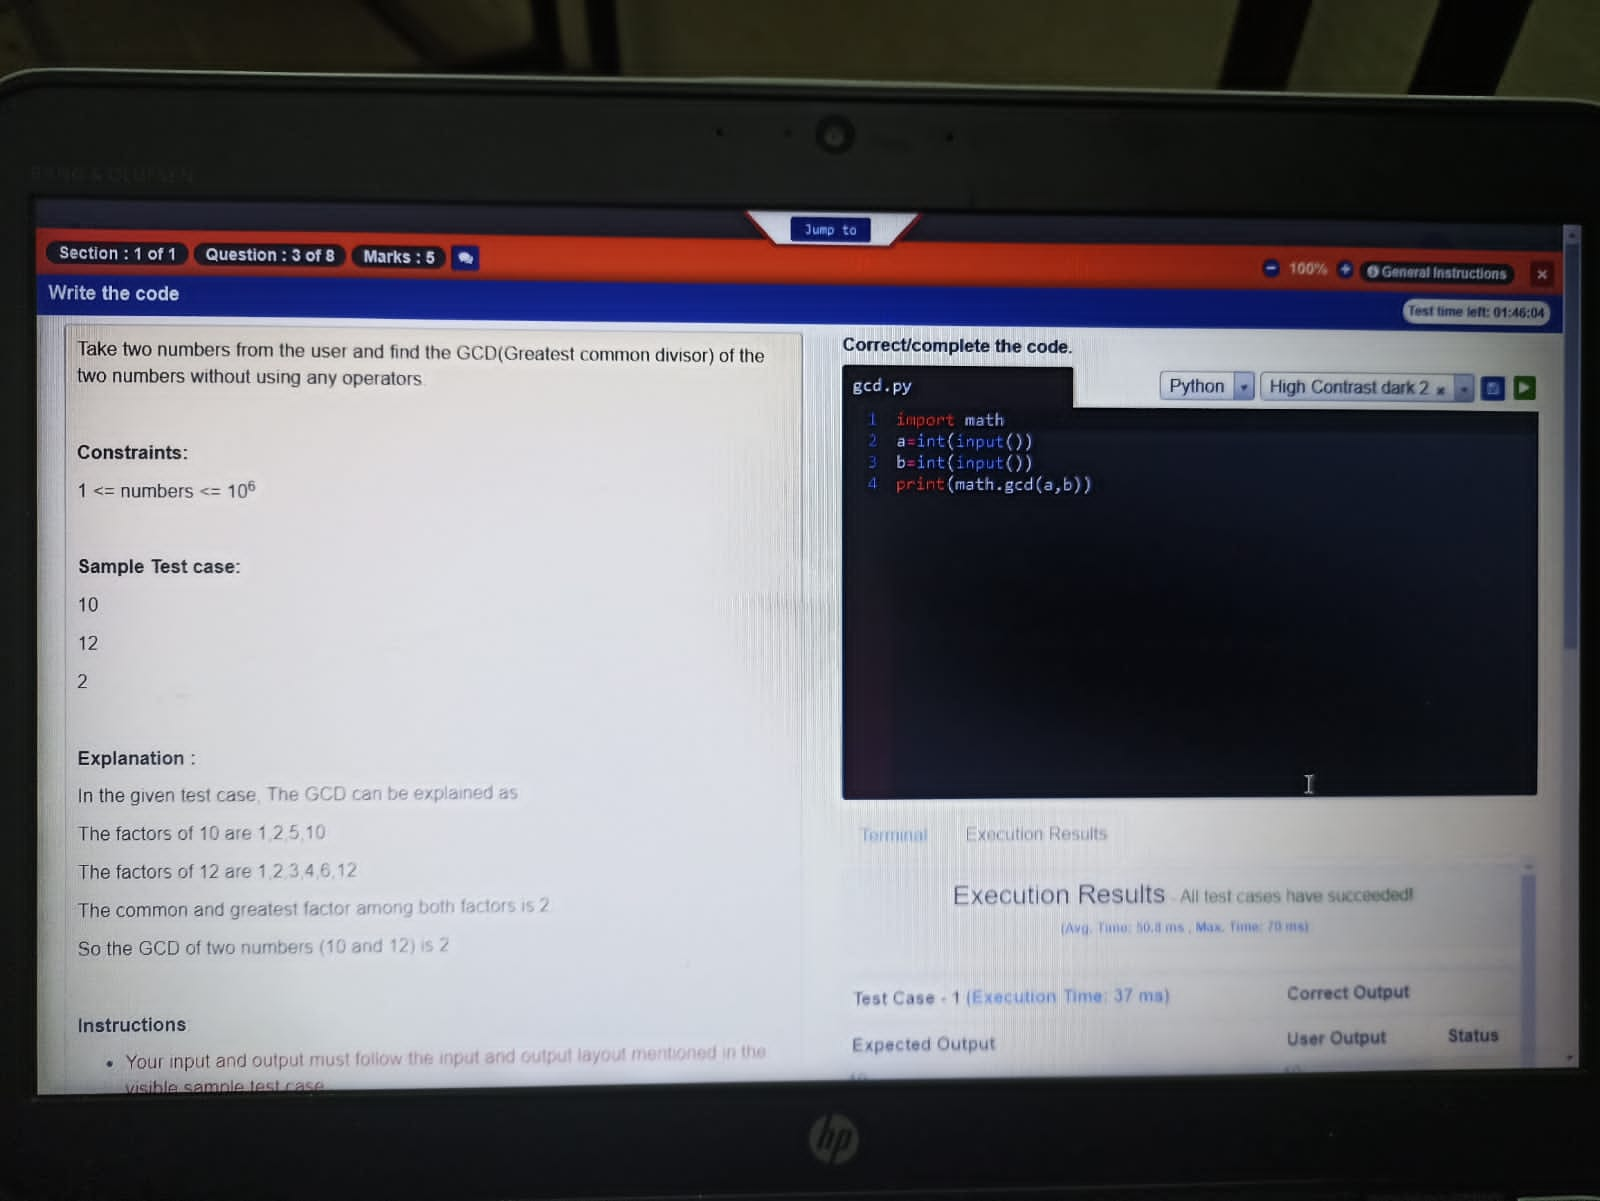 BANG & OLUFSEN
Jump to
Section : 1 of 1
Question : 3 of 8
Marks : 5
100%
General Instructions
Write the code
Test time left: 01:46:04
Take two numbers from the user and find the GCD(Greatest common divisor) of the
two numbers without using any operators.
Constraints:
1 <= numbers <= 10⁶
Sample Test case:
10
12
2
Explanation :
In the given test case, The GCD can be explained as
The factors of 10 are 1,2,5,10
The factors of 12 are 1,2,3,4,6,12
The common and greatest factor among both factors is 2.
So the GCD of two numbers (10 and 12) is 2
Instructions
• Your input and output must follow the input and output layout mentioned in the
visible sample test case.
Correct/complete the code.
gcd.py
Python
High Contrast dark 2
1 import math
2 a=int(input())
3 b=int(input())
4 print(math.gcd(a,b))
Terminal
Execution Results
Execution Results - All test cases have succeeded!
(Avg. Time: 50.8 ms , Max. Time: 70 ms)
Test Case - 1 (Execution Time: 37 ms)
Correct Output
Expected Output
User Output
Status
hp